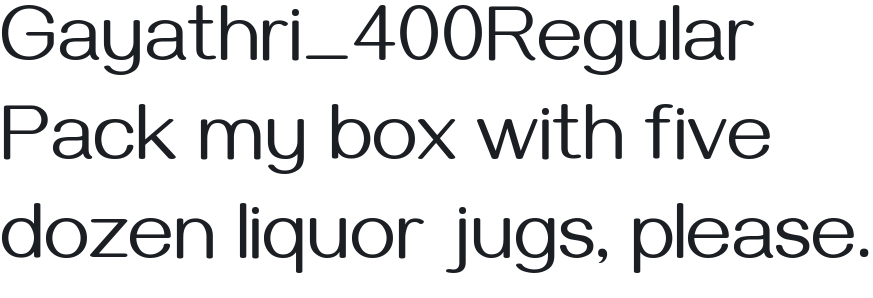 Gayathri_400Regular
Pack my box with five
dozen liquor jugs, please.